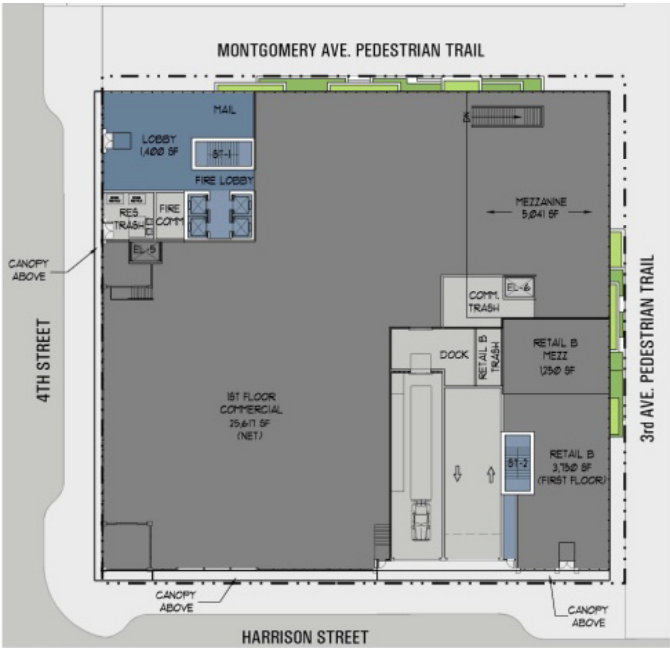 MONTGOMERY AVE. PEDESTRIAN TRAIL
MAIL
LOBBY
1,400 SF
ST-1
FIRE LOBBY
RES.
TRASH
FIRE
COMM
EL-5
DN
MEZZANINE
5,041 SF
EL-6
COMM.
TRASH
CANOPY
ABOVE
4TH STREET
3rd AVE. PEDESTRIAN TRAIL
DOCK
RETAIL B
TRASH
RETAIL B
MEZZ
1,250 SF
1ST FLOOR
COMMERCIAL
25,617 SF
(NET)
ST-2
RETAIL B
3,750 SF
(FIRST FLOOR)
CANOPY
ABOVE
CANOPY
ABOVE
HARRISON STREET